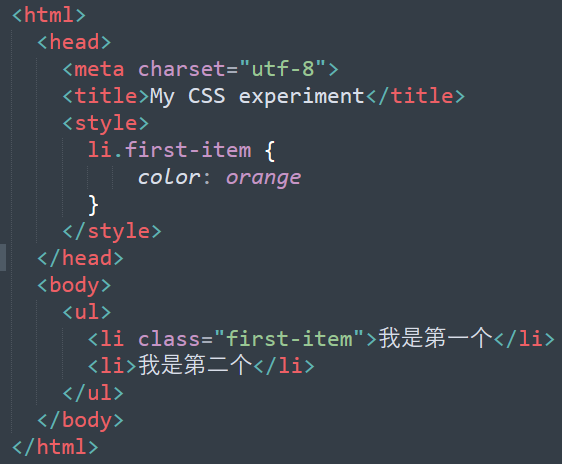 <html>
<head>
<meta charset="utf-8">
<title>My CSS experiment</title>
<style>
li.first-item {
color: orange
}
</style>
</head>
<body>
<ul>
<li class="first-item">我是第一个</li>
<li>我是第二个</li>
</ul>
</body>
</html>